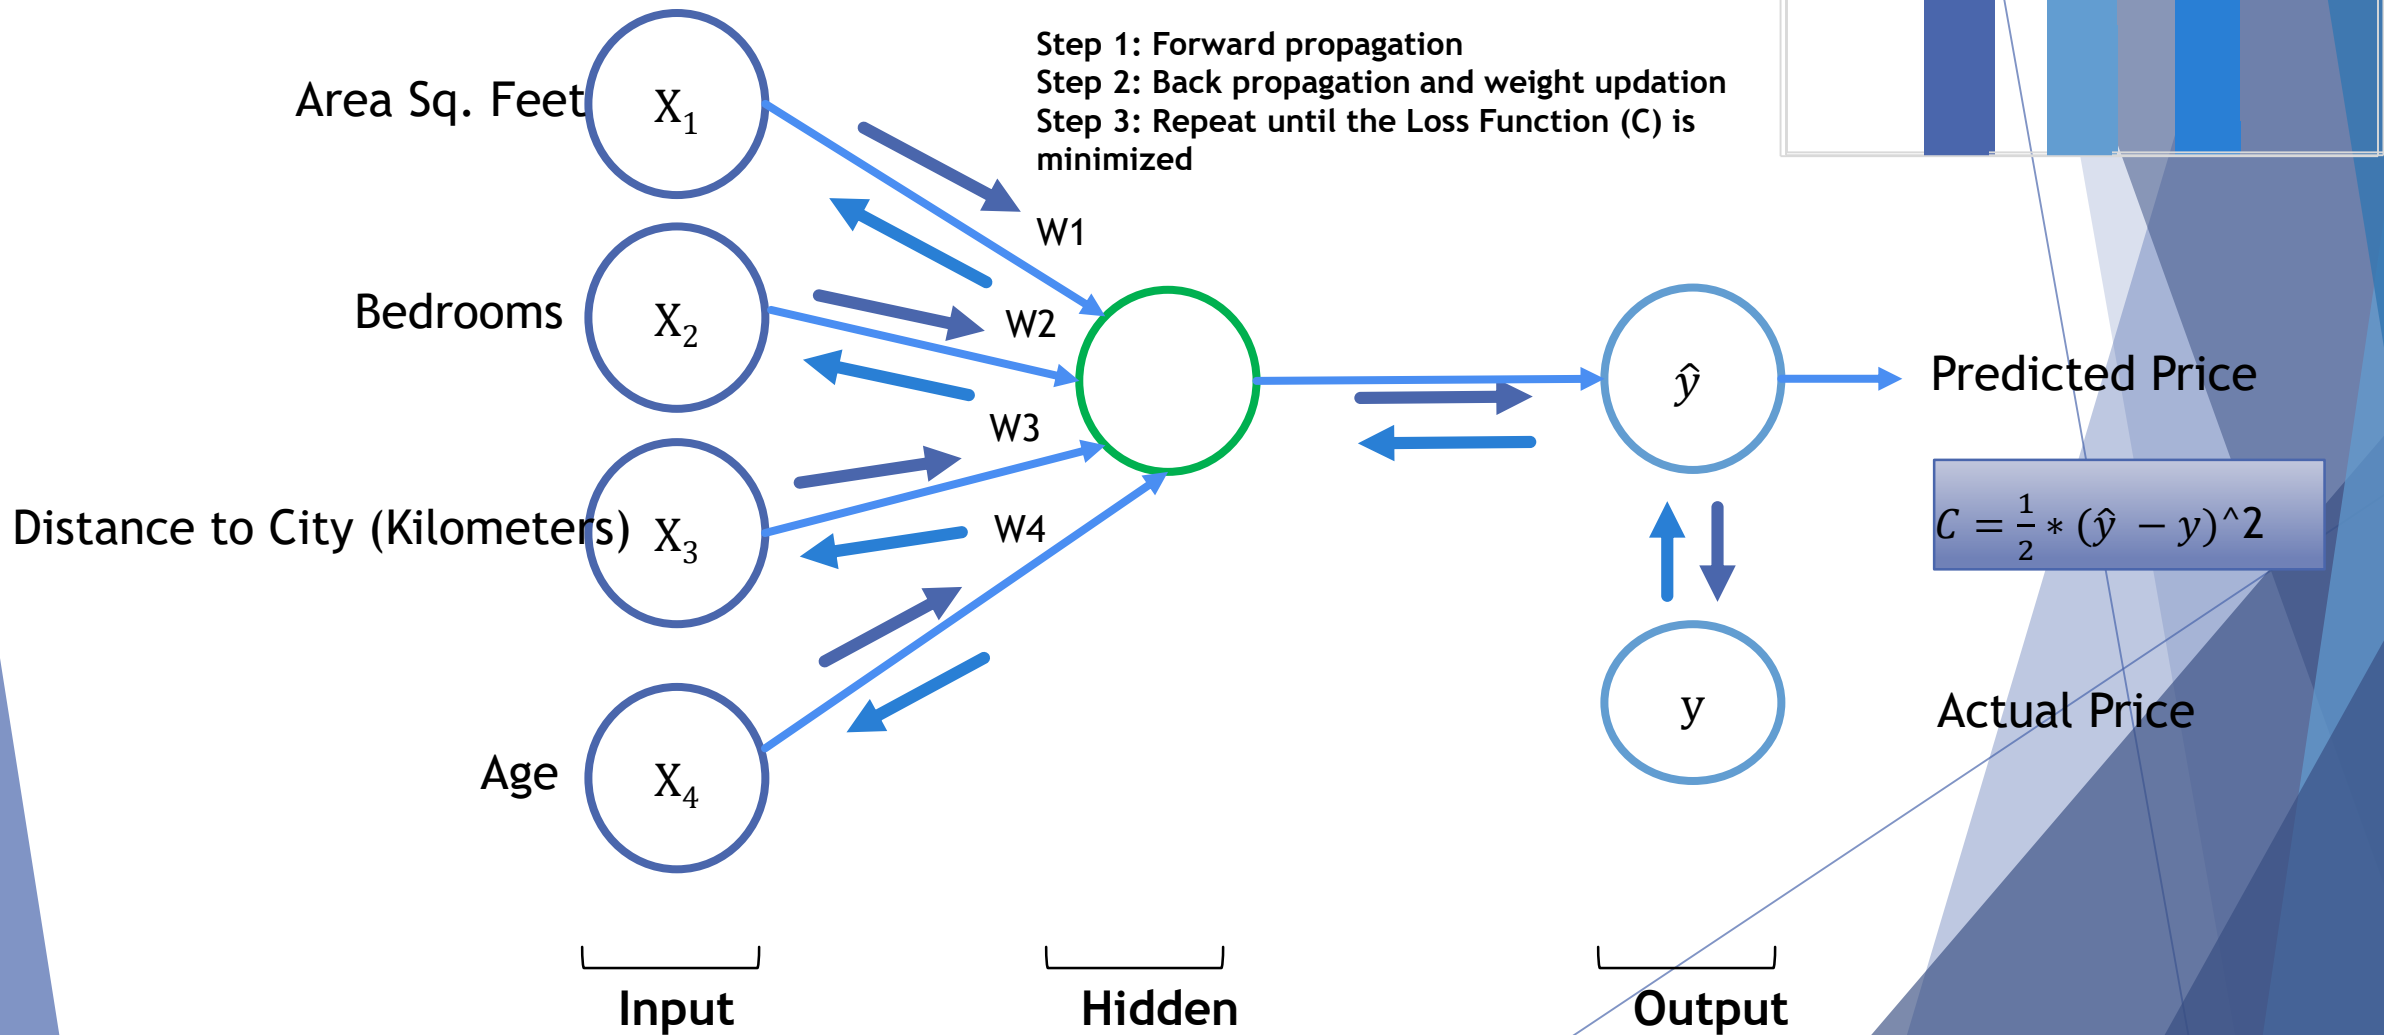 Step 1: Forward propagation
Step 2: Back propagation and weight updation
Step 3: Repeat until the Loss Function (C) is
minimized
Area Sq. Feet
X₁
W1
Bedrooms
X₂
W2
W3
Distance to City (Kilometers)
X₃
W4
Age
X₄
ŷ
Predicted Price
C = 1/2 * (ŷ − y)^2
y
Actual Price
Input
Hidden
Output